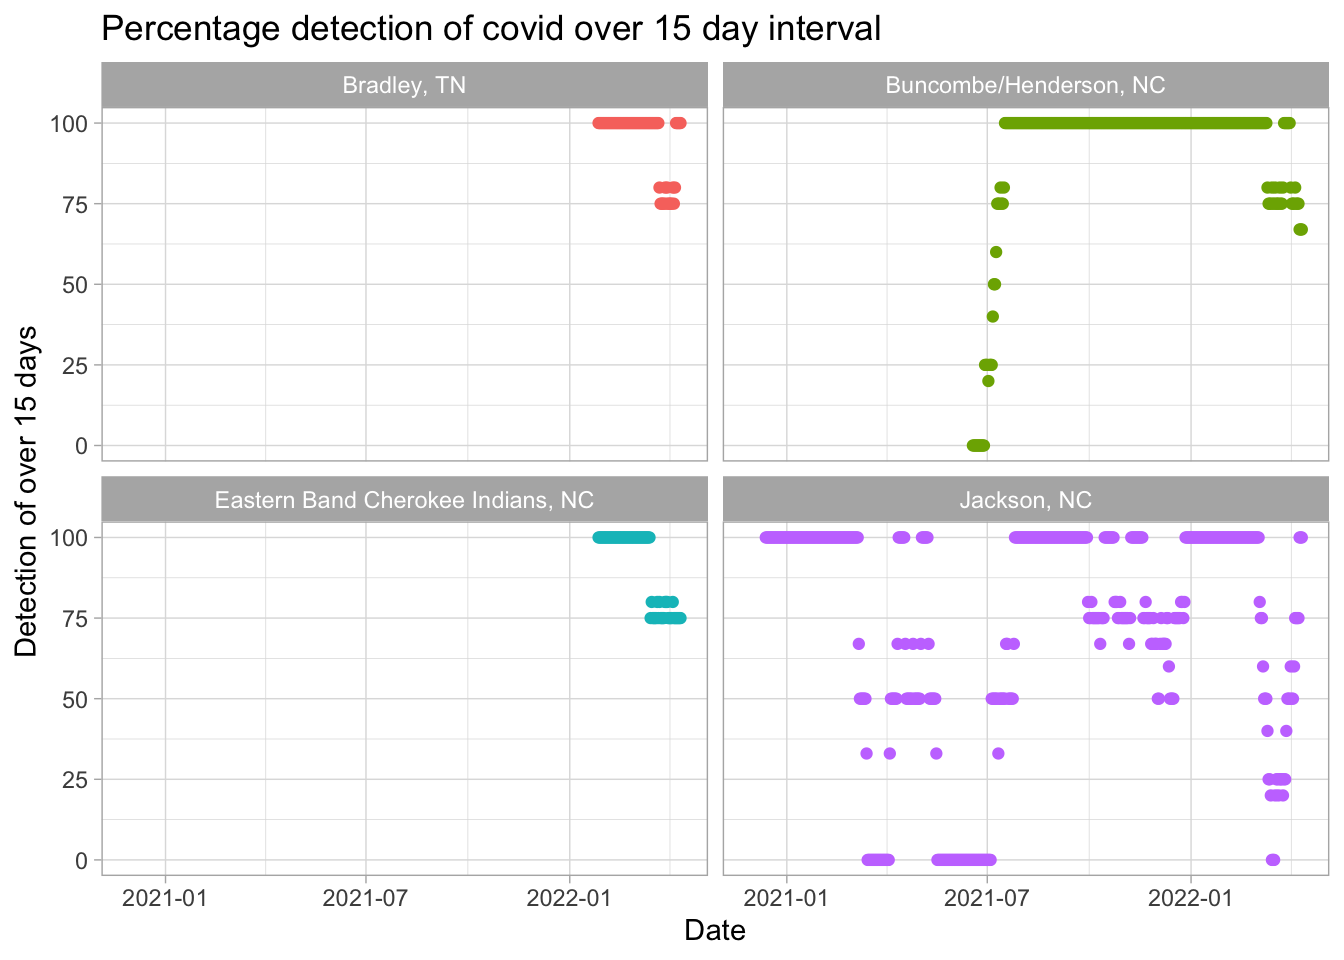 Percentage detection of covid over 15 day interval
Bradley, TN
Buncombe/Henderson, NC
100
75
50
25
0
Eastern Band Cherokee Indians, NC
Jackson, NC
100
75
50
25
0
Detection of over 15 days
2021-01 2021-07 2022-01 2021-01 2021-07 2022-01
Date